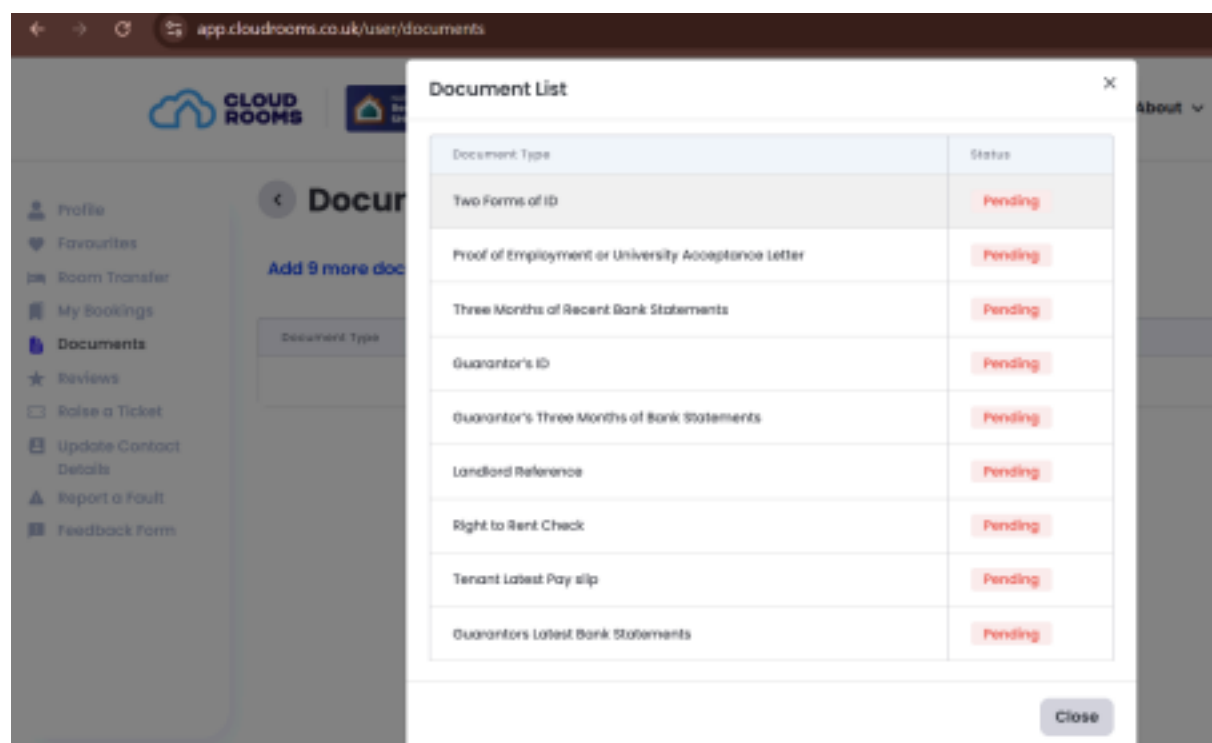 app.cloudrooms.co.uk/user/documents
CLOUD
ROOMS
Document List
About
Document Type Status
Two Forms of ID Pending
Proof of Employment or University Acceptance Letter Pending
Three Months of Recent Bank Statements Pending
Guarantor's ID Pending
Guarantor's Three Months of Bank Statements Pending
Landlord Reference Pending
Right to Rent Check Pending
Tenant Latest Pay slip Pending
Guarantors Latest Bank Statements Pending
Close
Profile
Favourites
Room Transfer
My Bookings
Documents
Reviews
Raise a Ticket
Update Contact
Details
Report a Fault
Feedback Form
Docur
Add 9 more doc
Document Type